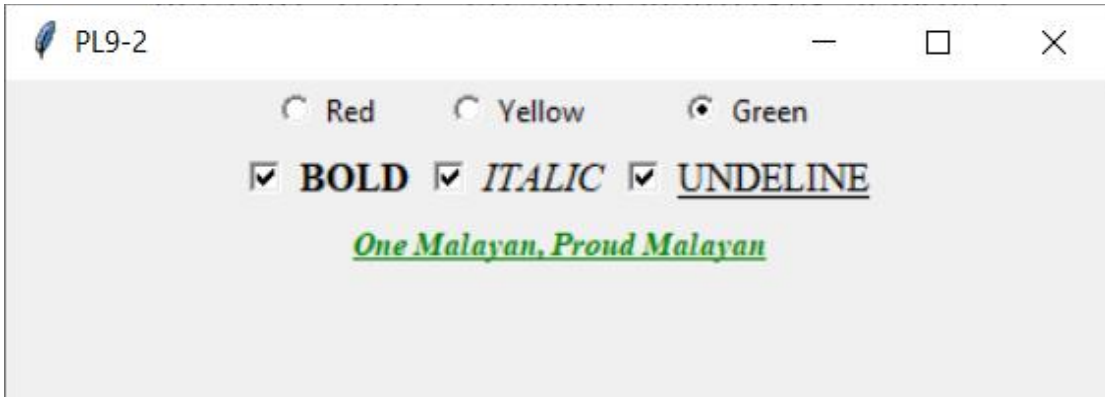 PL9-2
Red Yellow Green
BOLD ITALIC UNDELINE
One Malayan, Proud Malayan